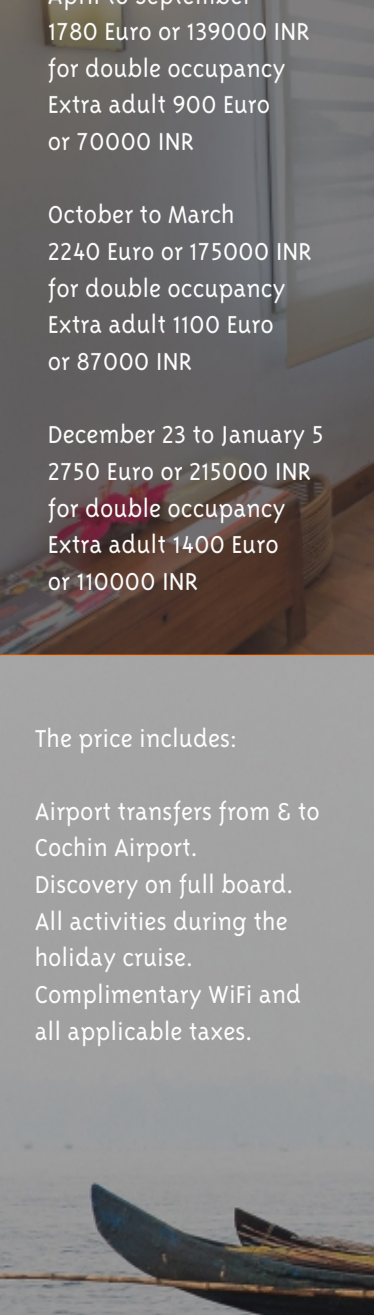 April to September
1780 Euro or 139000 INR
for double occupancy
Extra adult 900 Euro
or 70000 INR
October to March
2240 Euro or 175000 INR
for double occupancy
Extra adult 1100 Euro
or 87000 INR
December 23 to January 5
2750 Euro or 215000 INR
for double occupancy
Extra adult 1400 Euro
or 110000 INR
The price includes:
Airport transfers from & to
Cochin Airport.
Discovery on full board.
All activities during the
holiday cruise.
Complimentary WiFi and
all applicable taxes.